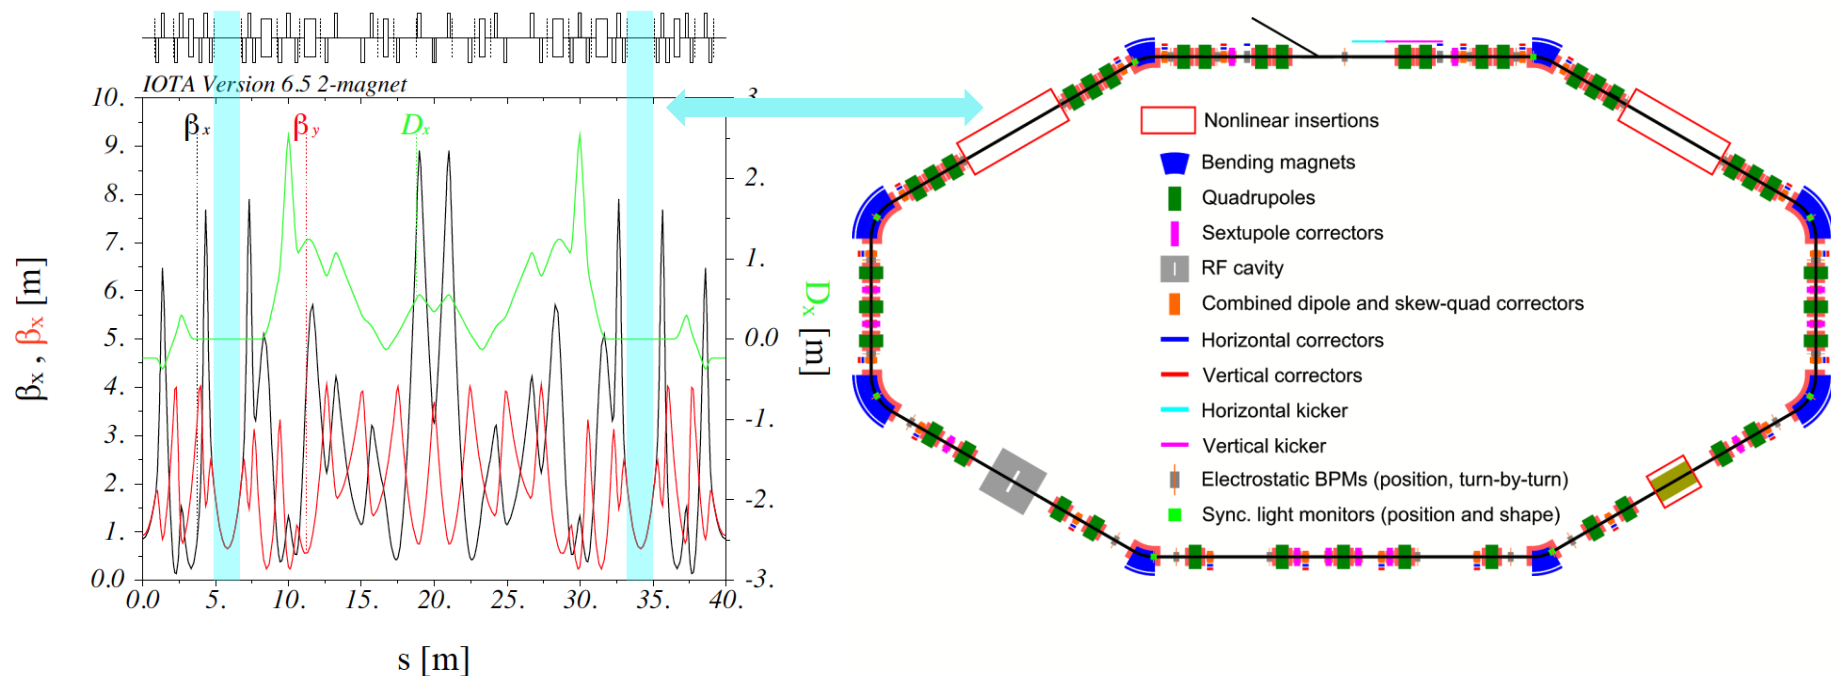 IOTA Version 6.5 2-magnet
10.
9.
8.
7.
6.
5.
4.
3.
2.
1.
0.0
βx
βy
Dx
3
2.
1.
0.0
-1.
-2.
-3.
0.0 5. 10. 15. 20. 25. 30. 35. 40.
s [m]
βx , βx [m]
Dx [m]
Nonlinear insertions
Bending magnets
Quadrupoles
Sextupole correctors
RF cavity
Combined dipole and skew-quad correctors
Horizontal correctors
Vertical correctors
Horizontal kicker
Vertical kicker
Electrostatic BPMs (position, turn-by-turn)
Sync. light monitors (position and shape)